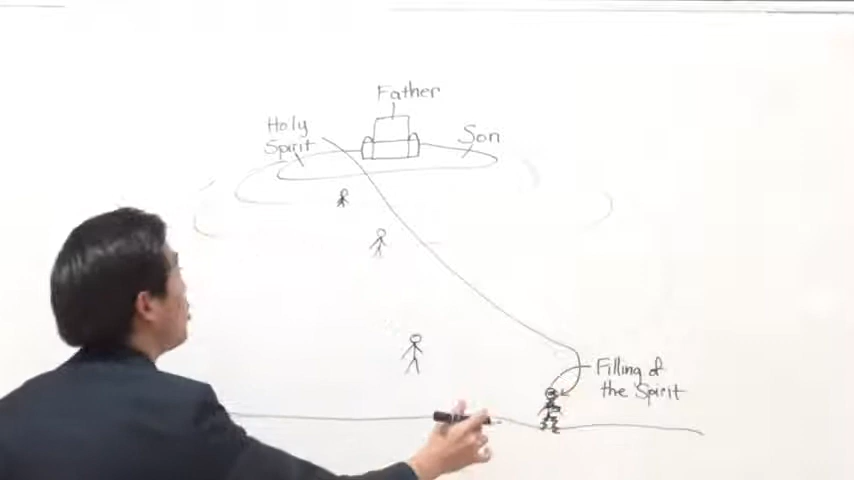 Father
Holy
Spirit
Son
Filling of
the Spirit